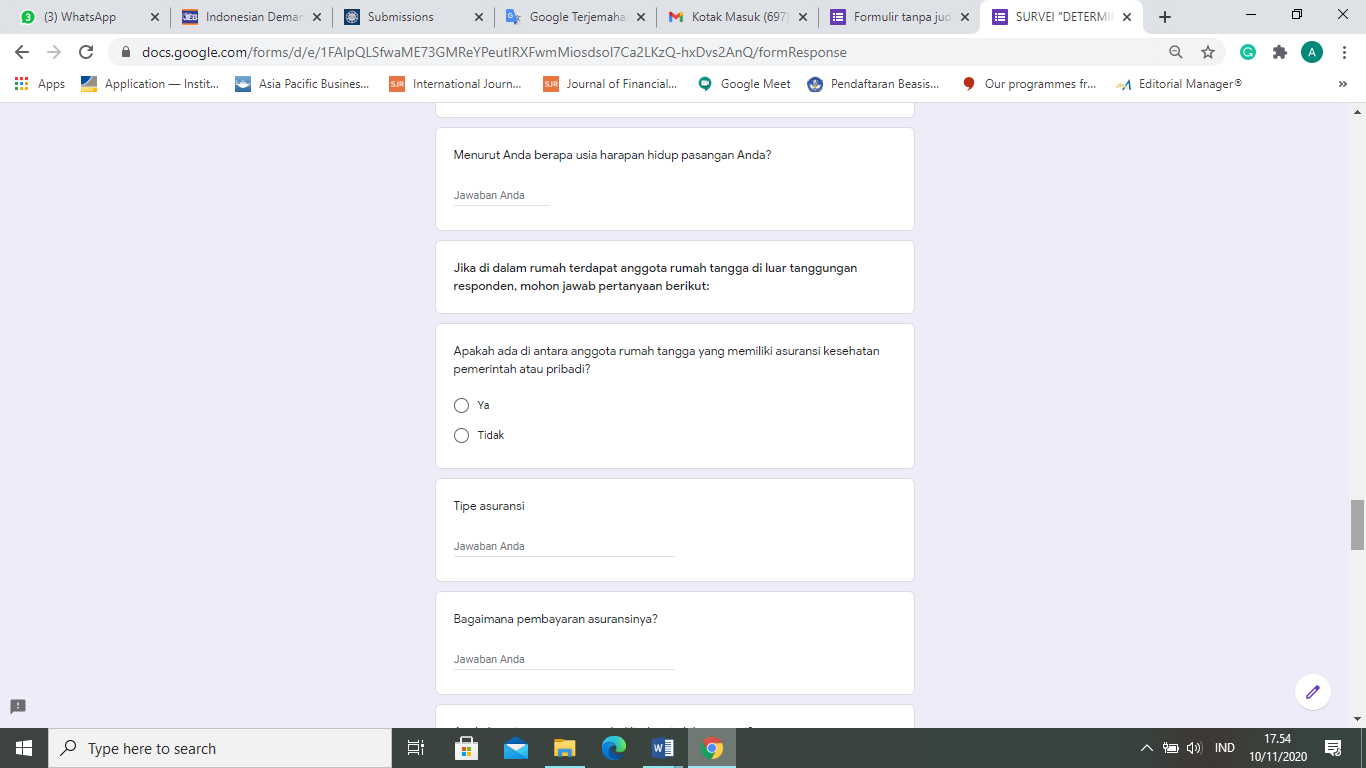 (3) WhatsApp
Indonesian Deman
Submissions
Google Terjemaha
Kotak Masuk (697)
Formulir tanpa jud
SURVEI "DETERMI
docs.google.com/forms/d/e/1FAIpQLSfwaME73GMReYPeutlRXFwmMiosdsoI7Ca2LKzQ-hxDvs2AnQ/formResponse
G
A
Apps
Application — Instit...
Asia Pacific Busines...
SJR
International Journ...
SJR
Journal of Financial...
Google Meet
Pendaftaran Beasis...
Our programmes fr...
Editorial Manager®
»
Menurut Anda berapa usia harapan hidup pasangan Anda?
Jawaban Anda
Jika di dalam rumah terdapat anggota rumah tangga di luar tanggungan
responden, mohon jawab pertanyaan berikut:
Apakah ada di antara anggota rumah tangga yang memiliki asuransi kesehatan
pemerintah atau pribadi?
Ya
Tidak
Tipe asuransi
Jawaban Anda
Bagaimana pembayaran asuransinya?
Jawaban Anda
Type here to search
IND
17.54
10/11/2020